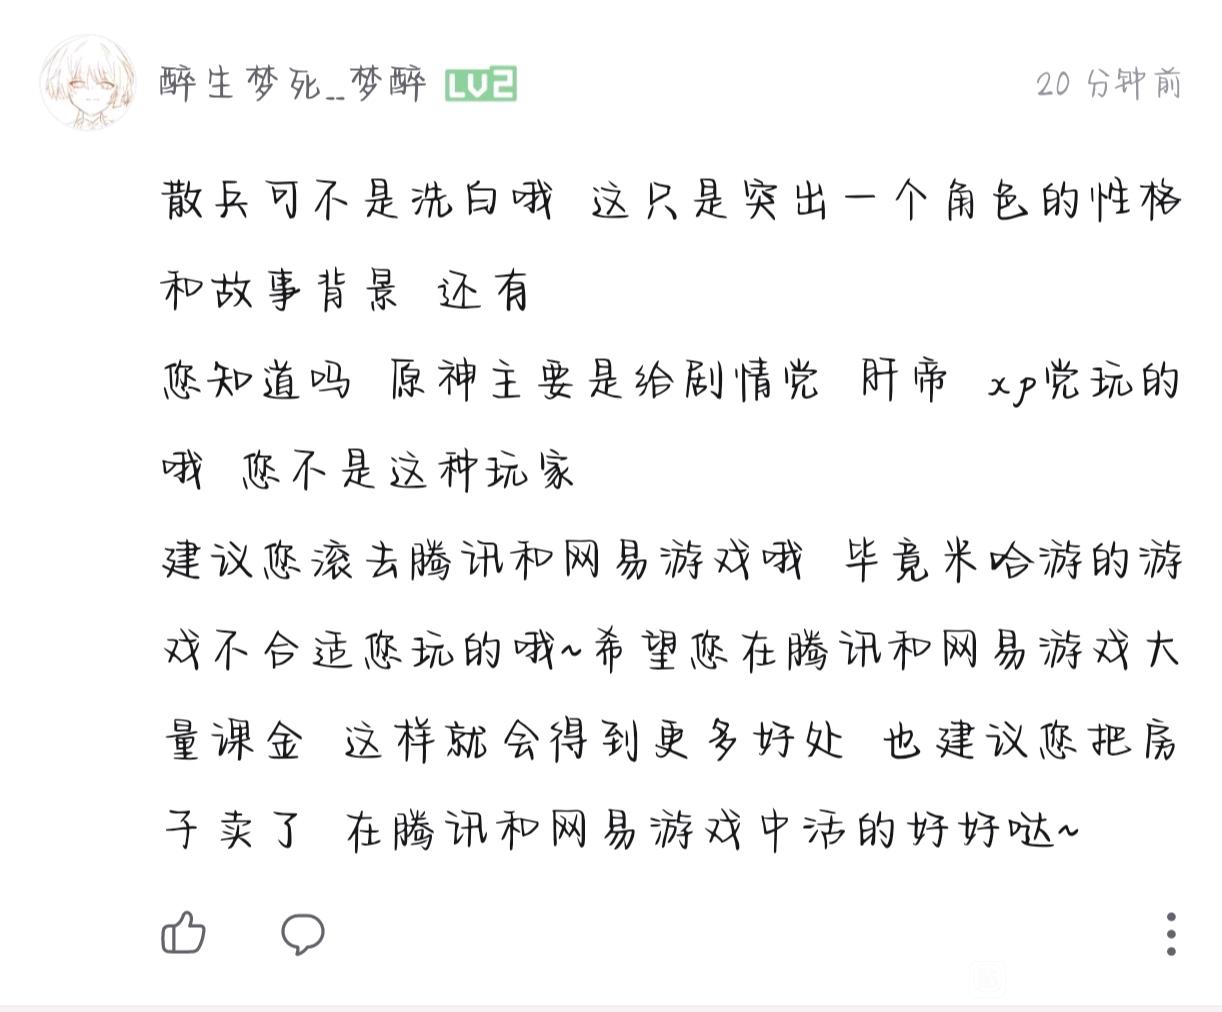 醉生梦死__梦醉 LV2 20分钟前
散兵可不是洗白哦 这只是突出一个角色的性格
和故事背景 还有
您知道吗 原神主要是给剧情党 肝帝 xp党玩的
哦 您不是这种玩家
建议您滚去腾讯和网易游戏哦 毕竟米哈游的游
戏不合适您玩的哦~希望您在腾讯和网易游戏大
量课金 这样就会得到更多好处 也建议您把房
子卖了 在腾讯和网易游戏中活的好好哒~